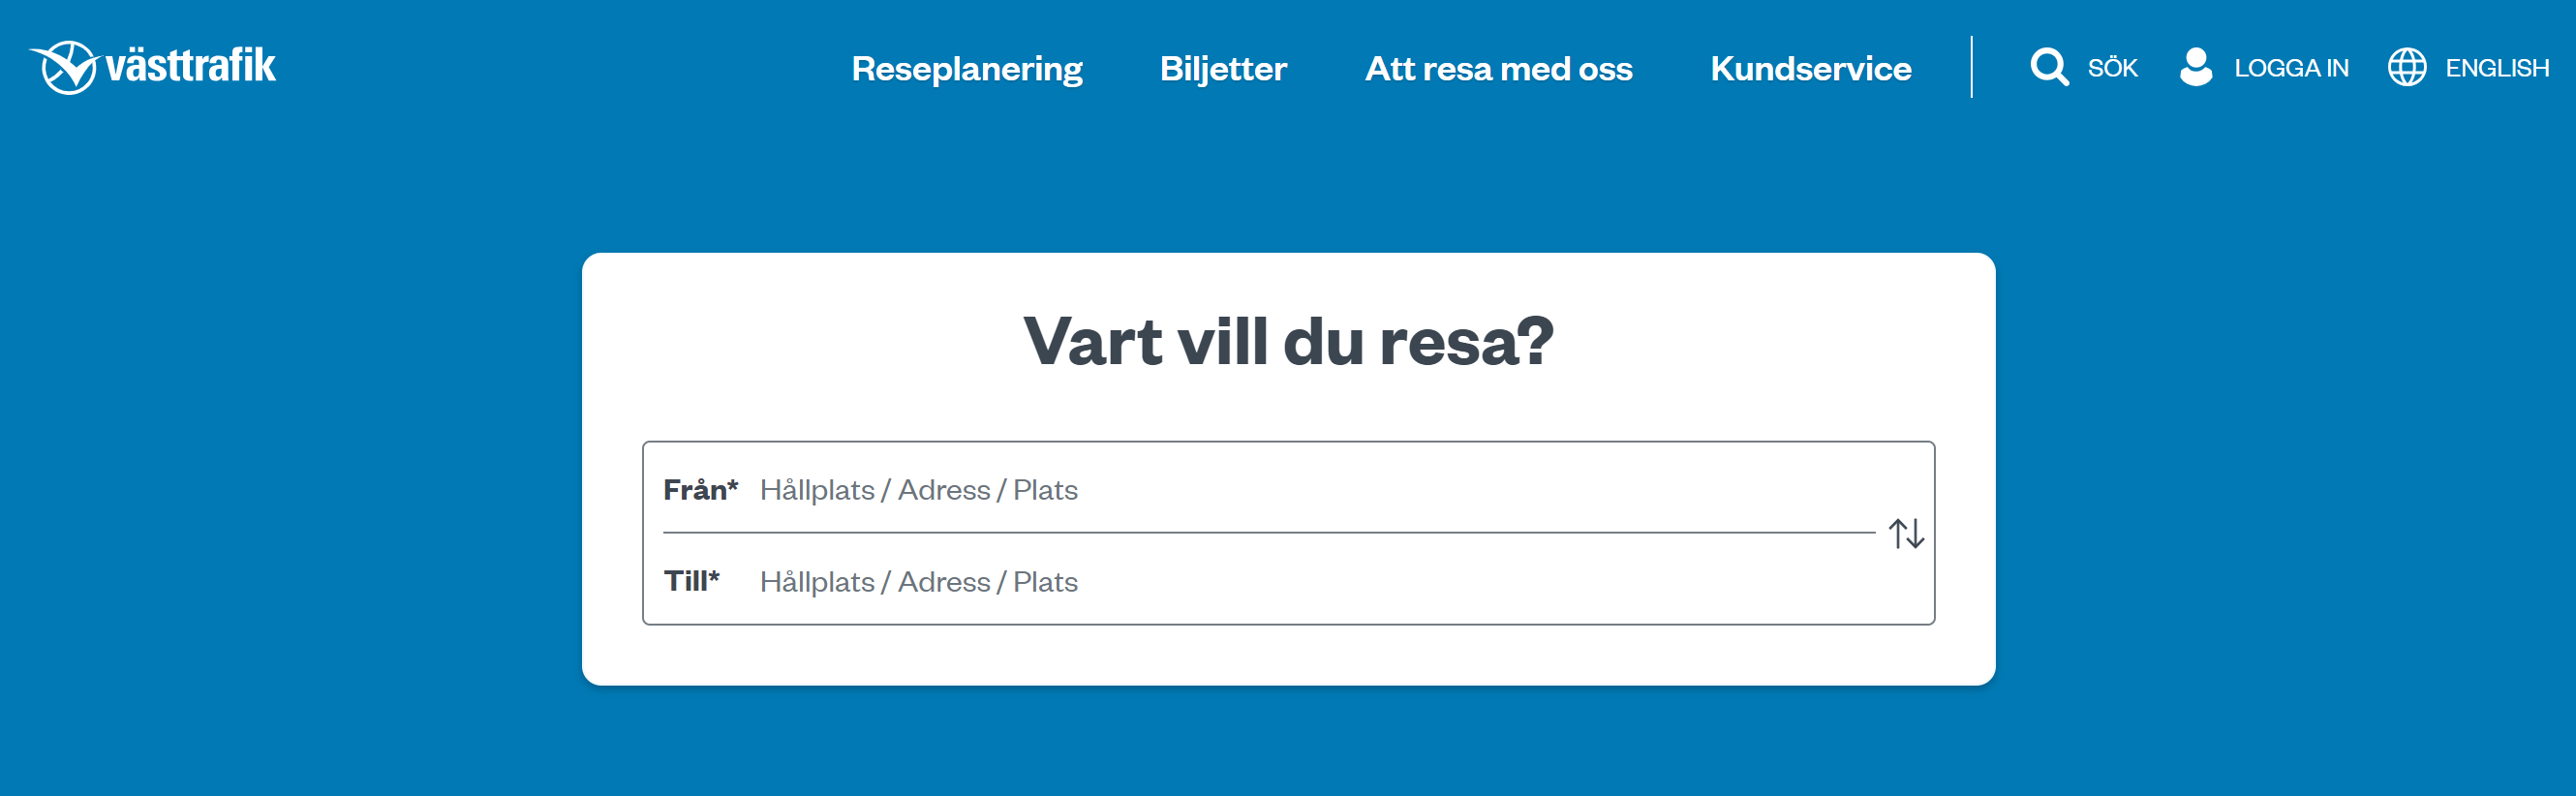 västtrafik
Reseplanering Biljetter Att resa med oss Kundservice SÖK LOGGA IN ENGLISH
Vart vill du resa?
Från* Hållplats / Adress / Plats
Till* Hållplats / Adress / Plats